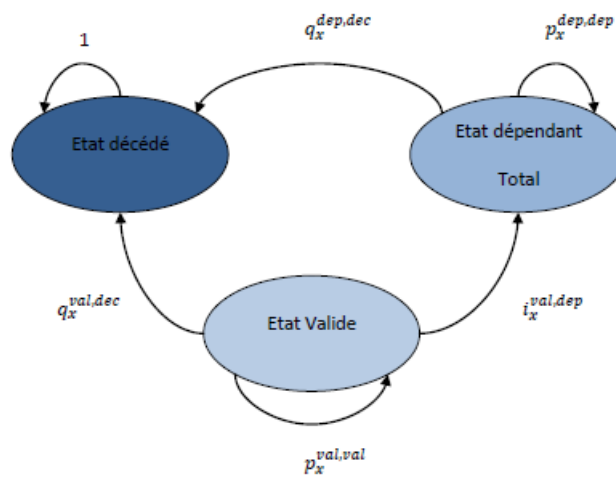 $q_x^{dep,dec}$
$p_x^{dep,dep}$
1
Etat décédé
Etat dépendant
Total
$q_x^{val,dec}$
Etat Valide
$i_x^{val,dep}$
$p_x^{val,val}$